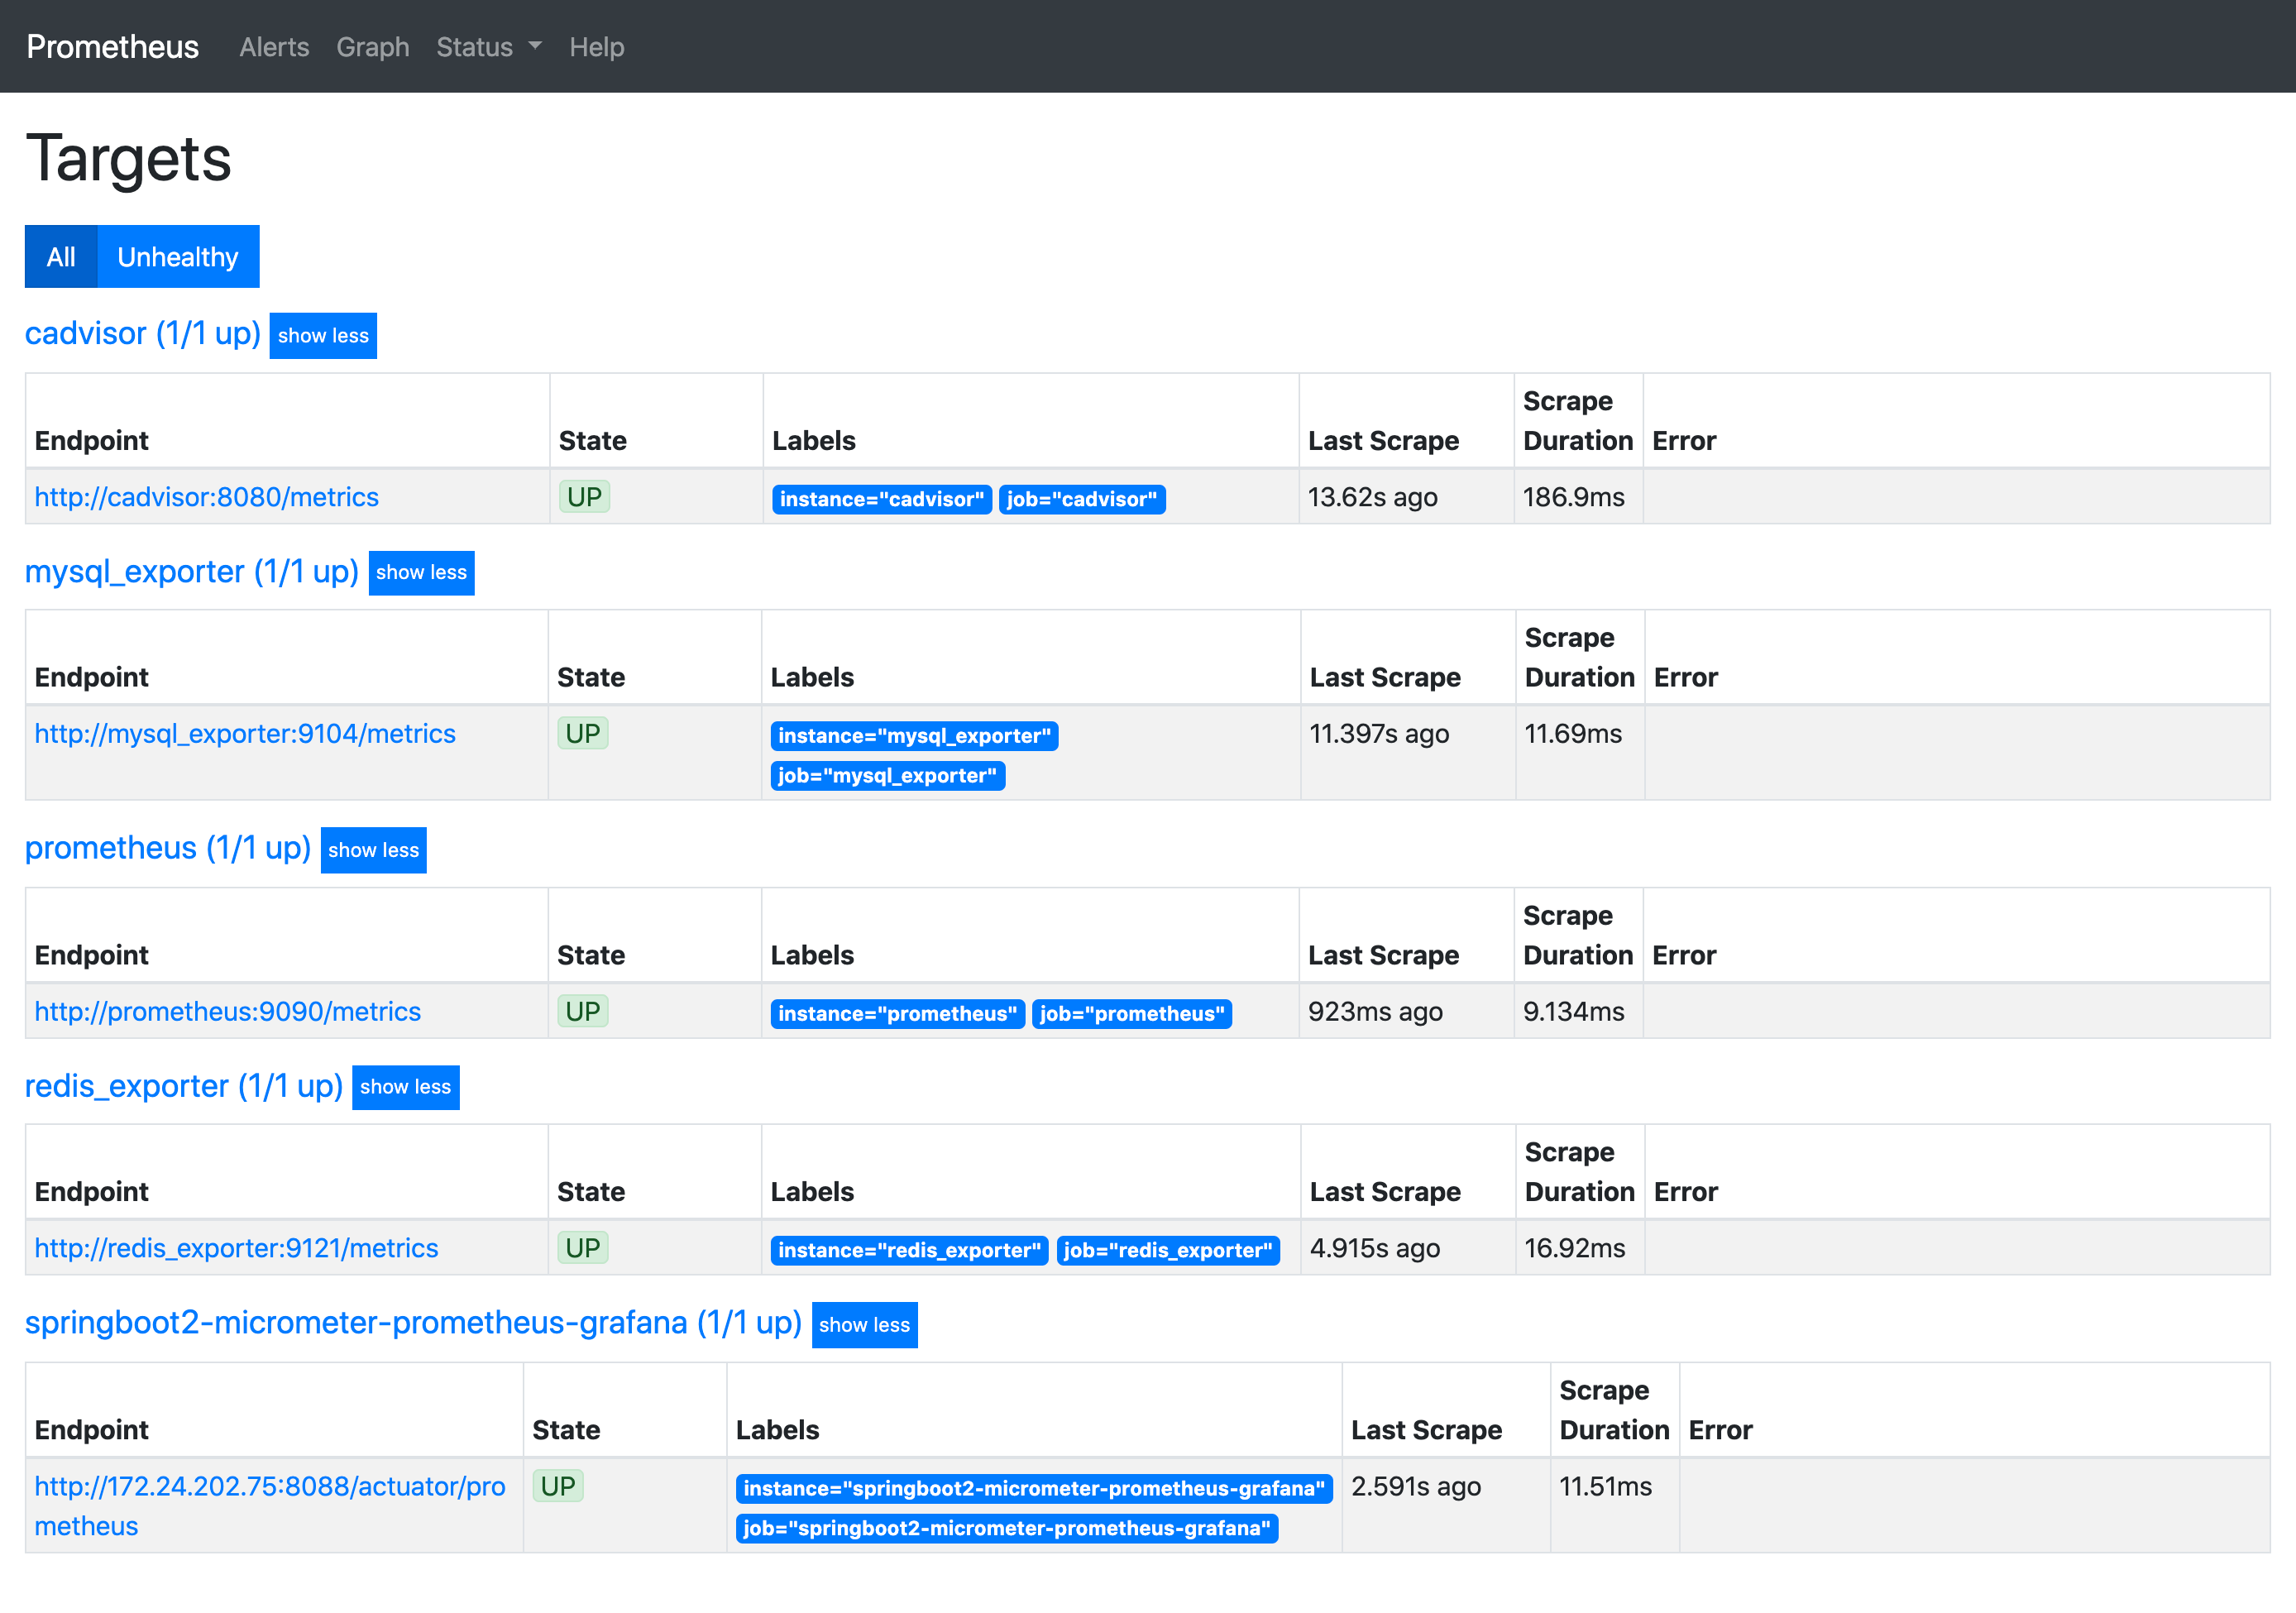 Prometheus Alerts Graph Status Help
Targets
All Unhealthy
cadvisor (1/1 up) show less
Endpoint State Labels Last Scrape Scrape Duration Error
http://cadvisor:8080/metrics UP instance="cadvisor" job="cadvisor" 13.62s ago 186.9ms
mysql_exporter (1/1 up) show less
Endpoint State Labels Last Scrape Scrape Duration Error
http://mysql_exporter:9104/metrics UP instance="mysql_exporter" 11.397s ago 11.69ms
job="mysql_exporter"
prometheus (1/1 up) show less
Endpoint State Labels Last Scrape Scrape Duration Error
http://prometheus:9090/metrics UP instance="prometheus" job="prometheus" 923ms ago 9.134ms
redis_exporter (1/1 up) show less
Endpoint State Labels Last Scrape Scrape Duration Error
http://redis_exporter:9121/metrics UP instance="redis_exporter" job="redis_exporter" 4.915s ago 16.92ms
springboot2-micrometer-prometheus-grafana (1/1 up) show less
Endpoint State Labels Last Scrape Scrape Duration Error
http://172.24.202.75:8088/actuator/pro UP instance="springboot2-micrometer-prometheus-grafana" 2.591s ago 11.51ms
metheus job="springboot2-micrometer-prometheus-grafana"